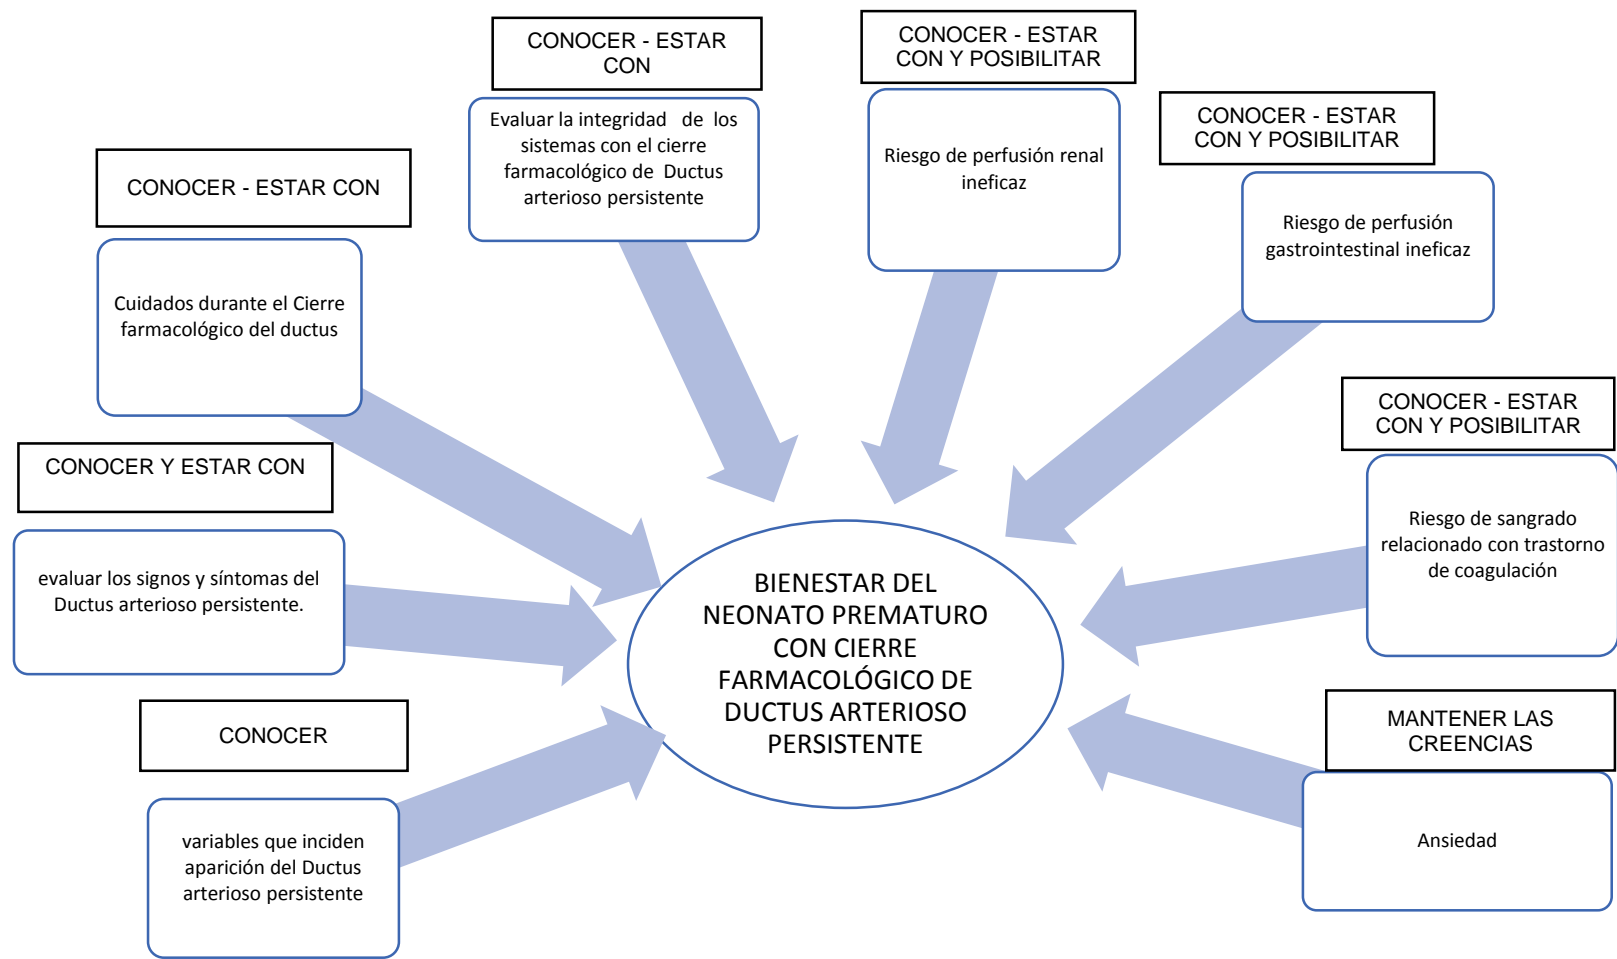 CONOCER - ESTAR
CON
Evaluar la integridad de los
sistemas con el cierre
farmacológico de Ductus
arterioso persistente
CONOCER - ESTAR
CON Y POSIBILITAR
Riesgo de perfusión renal
ineficaz
CONOCER - ESTAR
CON Y POSIBILITAR
Riesgo de perfusión
gastrointestinal ineficaz
CONOCER - ESTAR CON
Cuidados durante el Cierre
farmacológico del ductus
CONOCER - ESTAR
CON Y POSIBILITAR
Riesgo de sangrado
relacionado con trastorno
de coagulación
CONOCER Y ESTAR CON
evaluar los signos y síntomas del
Ductus arterioso persistente.
BIENESTAR DEL
NEONATO PREMATURO
CON CIERRE
FARMACOLÓGICO DE
DUCTUS ARTERIOSO
PERSISTENTE
CONOCER
variables que inciden
aparición del Ductus
arterioso persistente
MANTENER LAS
CREENCIAS
Ansiedad